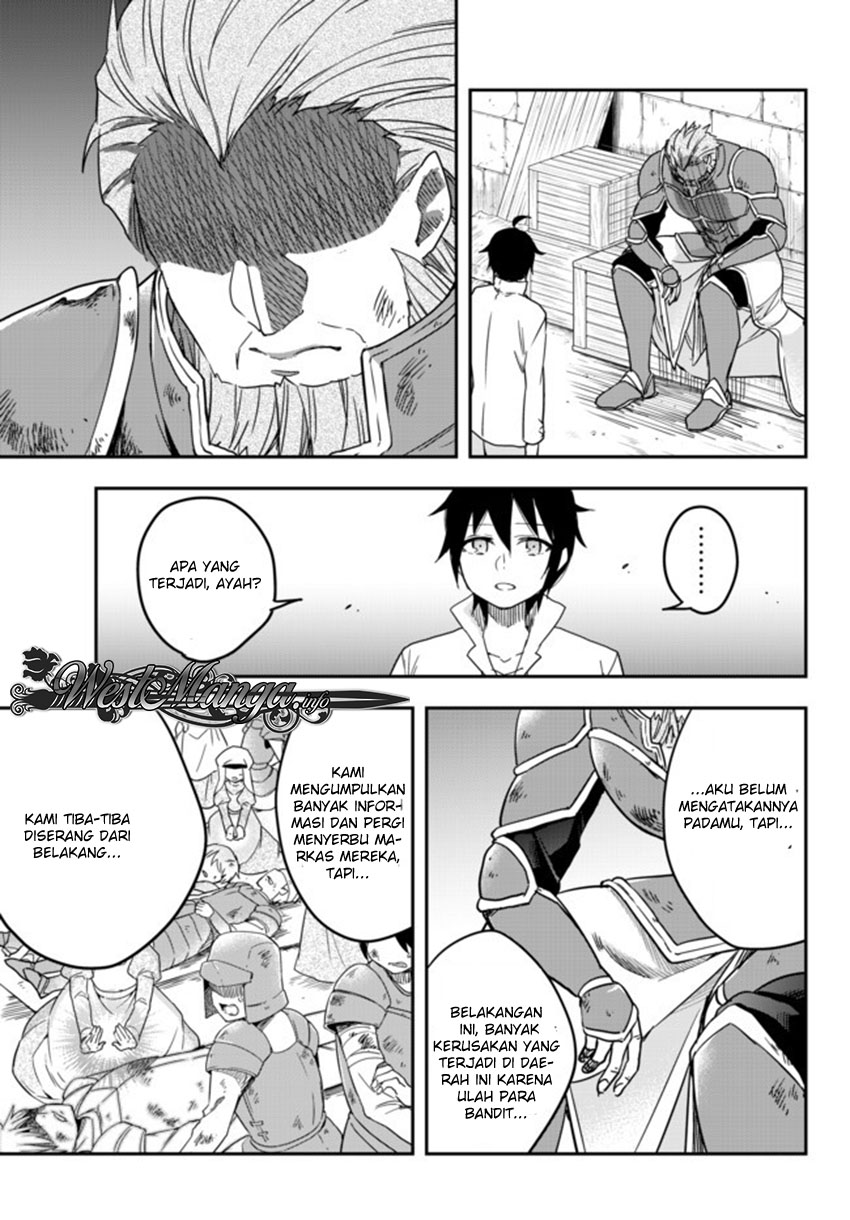 ........
APA YANG
TERJADI, AYAH?
WestManga.info
...AKU BELUM
MENGATAKANNYA
PADAMU, TAPI...
BELAKANGAN
INI, BANYAK
KERUSAKAN YANG
TERJADI DI DAE-
RAH INI KARENA
ULAH PARA
BANDIT...
KAMI
MENGUMPULKAN
BANYAK INFOR-
MASI DAN PERGI
MENYERBU MA-
RKAS MEREKA,
TAPI...
KAMI TIBA-TIBA
DISERANG DARI
BELAKANG...